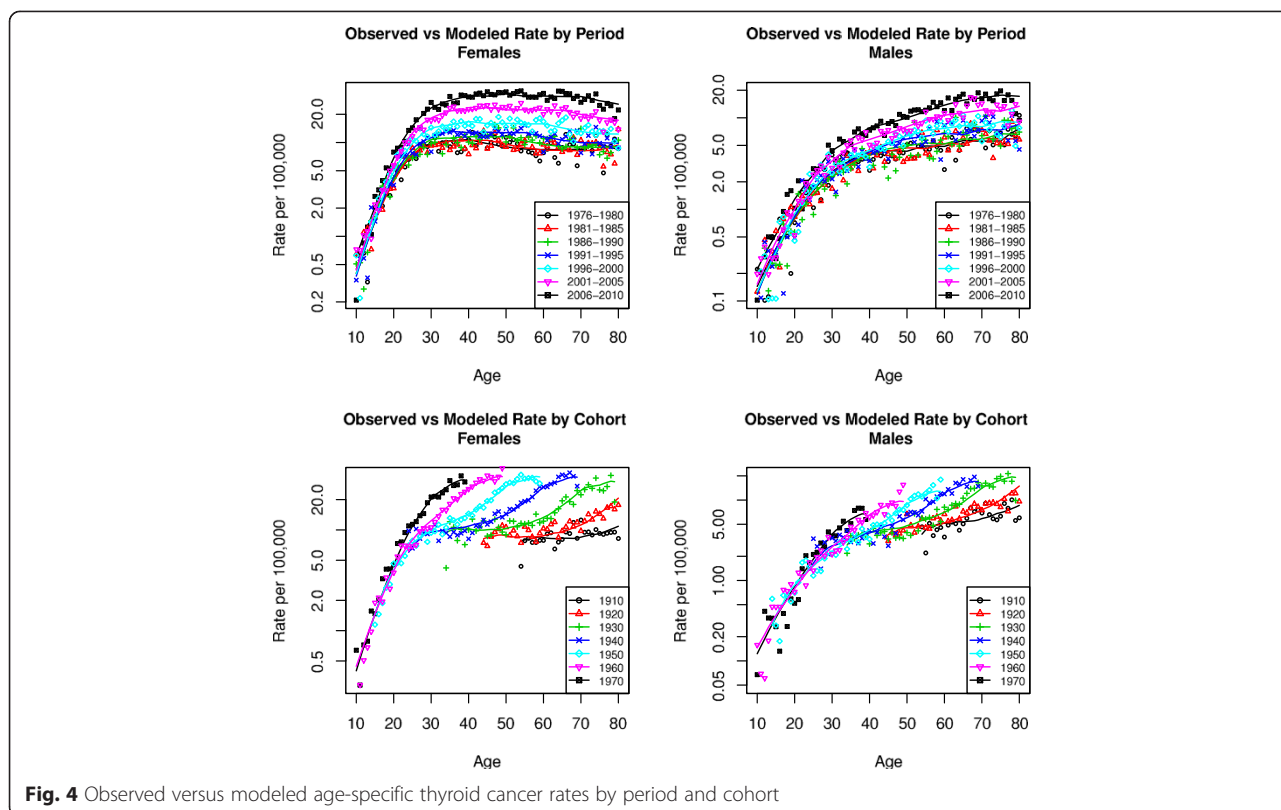 Observed vs Modeled Rate by Period
Females
Rate per 100,000
20.0
5.0
2.0
0.5
0.2
1976−1980
1981−1985
1986−1990
1991−1995
1996−2000
2001−2005
2006−2010
10 20 30 40 50 60 70 80
Age
Observed vs Modeled Rate by Period
Males
Rate per 100,000
20.0
5.0
2.0
0.5
0.1
1976−1980
1981−1985
1986−1990
1991−1995
1996−2000
2001−2005
2006−2010
10 20 30 40 50 60 70 80
Age
Observed vs Modeled Rate by Cohort
Females
Rate per 100,000
20.0
5.0
2.0
0.5
1910
1920
1930
1940
1950
1960
1970
10 20 30 40 50 60 70 80
Age
Observed vs Modeled Rate by Cohort
Males
Rate per 100,000
5.00
1.00
0.20
0.05
1910
1920
1930
1940
1950
1960
1970
10 20 30 40 50 60 70 80
Age
Fig. 4 Observed versus modeled age-specific thyroid cancer rates by period and cohort